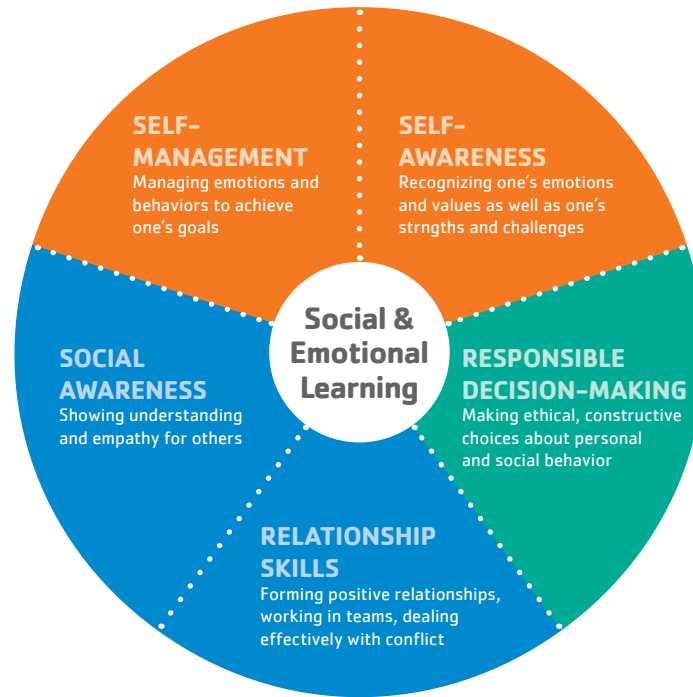 SELF-
MANAGEMENT
Managing emotions and
behaviors to achieve
one's goals
SELF-
AWARENESS
Recognizing one's emotions
and values as well as one's
strngths and challenges
Social &
Emotional
Learning
SOCIAL
AWARENESS
Showing understanding
and empathy for others
RESPONSIBLE
DECISION-MAKING
Making ethical, constructive
choices about personal
and social behavior
RELATIONSHIP
SKILLS
Forming positive relationships,
working in teams, dealing
effectively with conflict